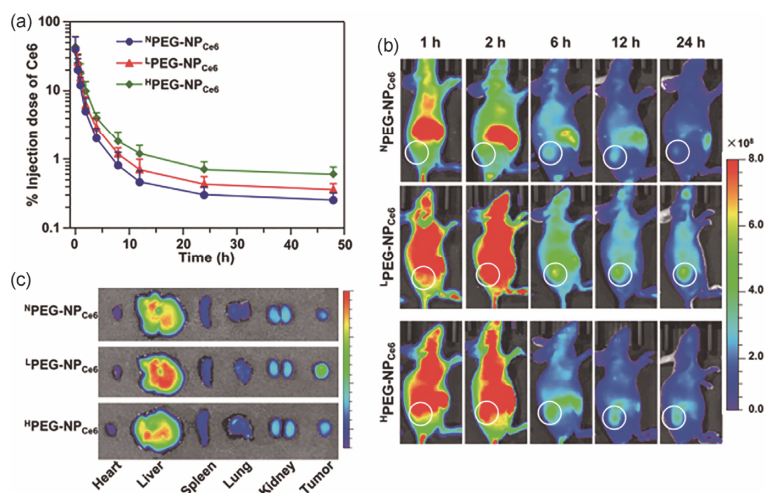 (a)
% Injection dose of Ce6
100
10
1
0.1
0
10
20
30
40
50
Time (h)
ᴺPEG-NPCe6
ᴸPEG-NPCe6
ᴴPEG-NPCe6
(b)
1 h 2 h 6 h 12 h 24 h
ᴺPEG-NPCe6
ᴸPEG-NPCe6
ᴴPEG-NPCe6
×10⁸
8.0
6.0
4.0
2.0
0.0
(c)
ᴺPEG-NPCe6
ᴸPEG-NPCe6
ᴴPEG-NPCe6
Heart Liver Spleen Lung Kidney Tumor